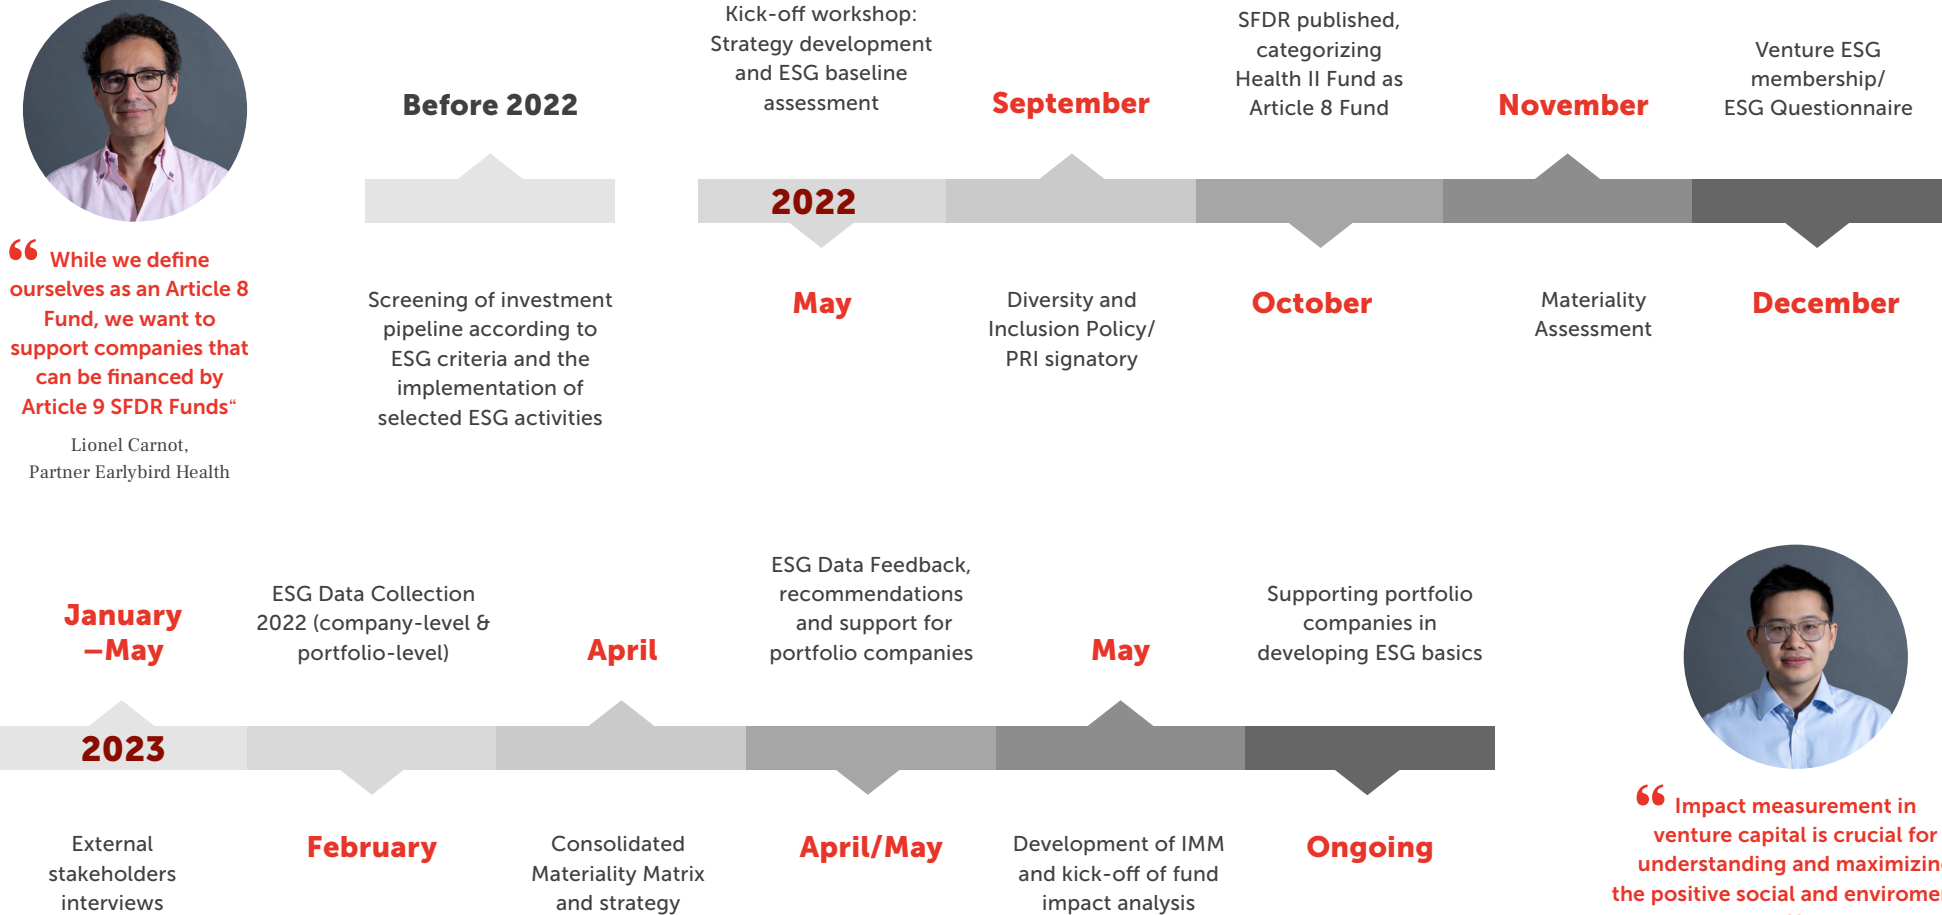 “ While we define
ourselves as an Article 8
Fund, we want to
support companies that
can be financed by
Article 9 SFDR Funds“
Lionel Carnot,
Partner Earlybird Health
Before 2022
Screening of investment
pipeline according to
ESG criteria and the
implementation of
selected ESG activities
Kick-off workshop:
Strategy development
and ESG baseline
assessment
2022
May
September
Diversity and
Inclusion Policy/
PRI signatory
SFDR published,
categorizing
Health II Fund as
Article 8 Fund
October
November
Materiality
Assessment
Venture ESG
membership/
ESG Questionnaire
December
January
–May
2023
External
stakeholders
interviews
ESG Data Collection
2022 (company-level &
portfolio-level)
February
April
Consolidated
Materiality Matrix
and strategy
ESG Data Feedback,
recommendations
and support for
portfolio companies
April/May
May
Development of IMM
and kick-off of fund
impact analysis
Supporting portfolio
companies in
developing ESG basics
Ongoing
“ Impact measurement in
venture capital is crucial for
understanding and
the positive social and